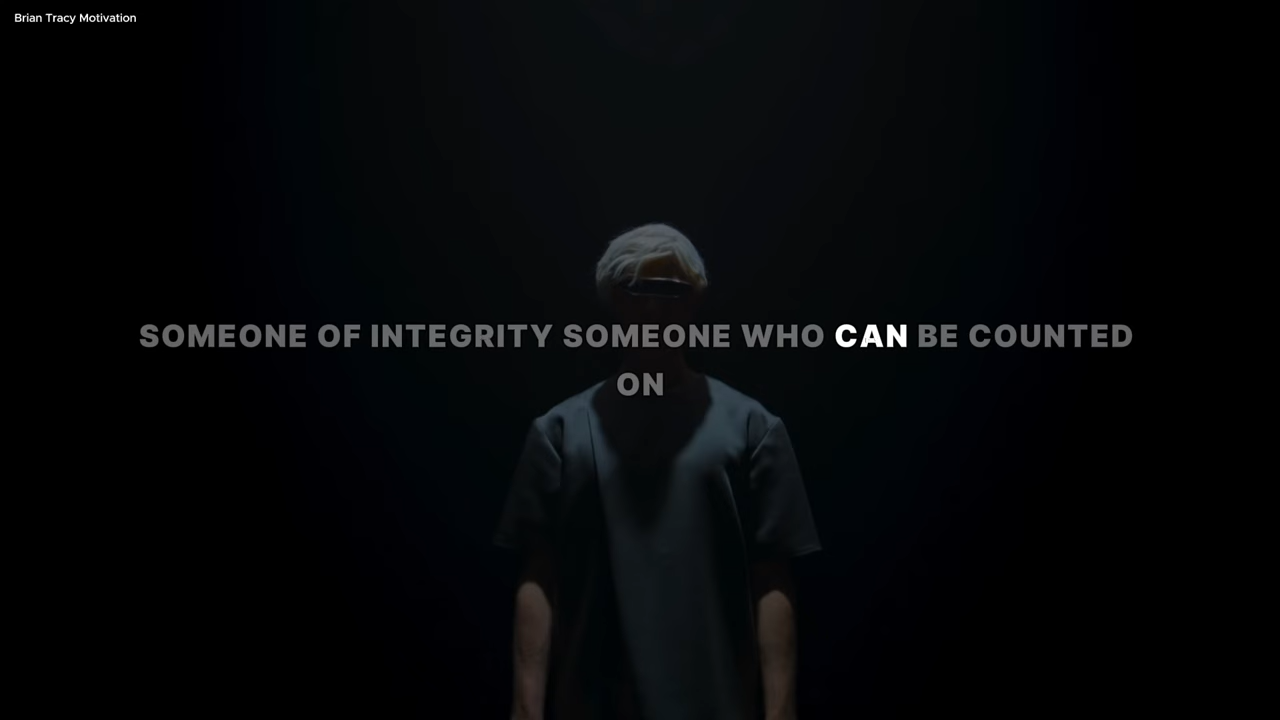 Brian Tracy Motivation
SOMEONE OF INTEGRITY SOMEONE WHO CAN BE COUNTED
ON